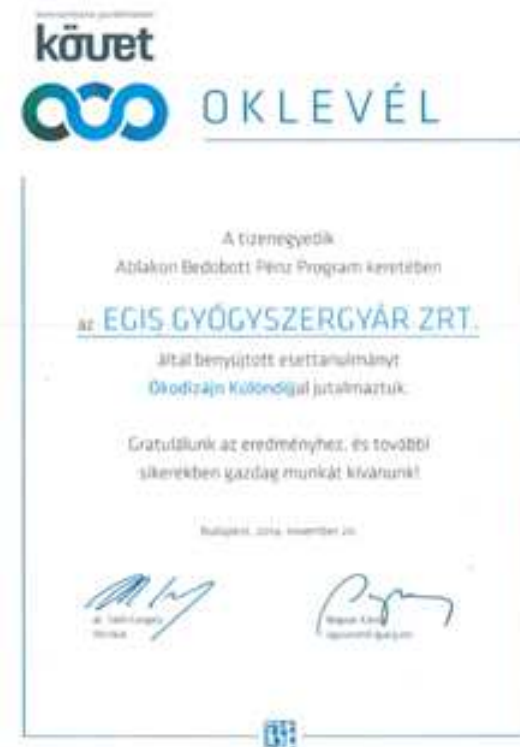 követ
OKLEVÉL
A tizenegyedik
Ablakon Bedobott Pénz Program keretében
az EGIS GYÓGYSZERGYÁR ZRT.
által benyújtott esettanulmányt
Ökodizájn Különdíjjal jutalmaztuk.
Gratulálunk az eredményhez, és további
sikerekben gazdag munkát kívánunk!
Budapest, november